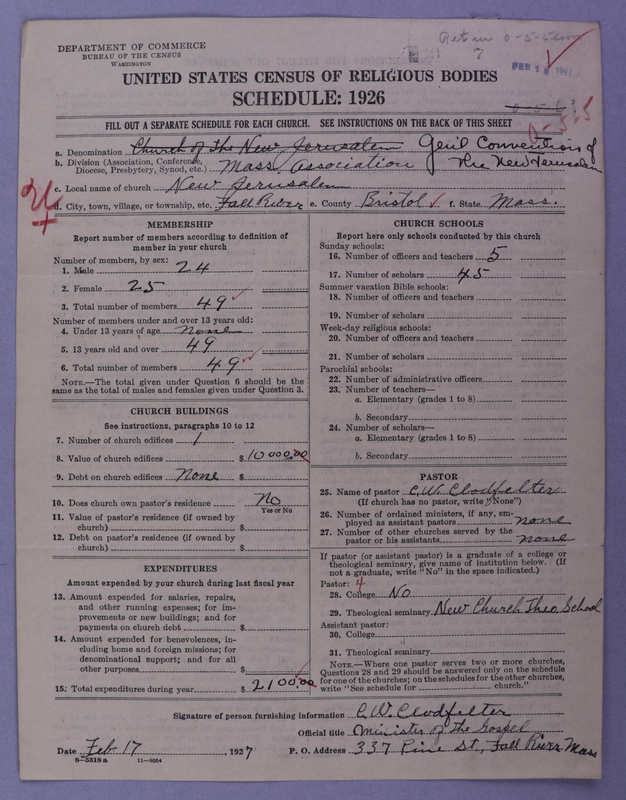 DEPARTMENT OF COMMERCE
BUREAU OF THE CENSUS
WASHINGTON
UNITED STATES CENSUS OF RELIGIOUS BODIES
SCHEDULE: 1926
FILL OUT A SEPARATE SCHEDULE FOR EACH CHURCH. SEE INSTRUCTIONS ON THE BACK OF THIS SHEET
a. Denomination Church of the New Jerusalem Gen'l Convention of the New Jerusalem
b. Division (Association, Conference, Diocese, Presbytery, Synod, etc.) Mass. Association
c. Local name of church New Jerusalem
d. City, town, village, or township, etc. Fall River e. County Bristol f. State Mass.
MEMBERSHIP
Report number of members according to definition of
member in your church
Number of members, by sex:
1. Male 24
2. Female 25
3. Total number of members 49
Number of members under and over 13 years old:
4. Under 13 years of age None
5. 13 years old and over 49
6. Total number of members 49
NOTE.—The total given under Question 6 should be the
same as the total of males and females given under Question 3.
CHURCH BUILDINGS
See instructions, paragraphs 10 to 12
7. Number of church edifices 1
8. Value of church edifices $ 10000.00
9. Debt on church edifices None $
10. Does church own pastor's residence No
Yes or No
11. Value of pastor's residence (if owned by
church) $
12. Debt on pastor's residence (if owned by
church) $
EXPENDITURES
Amount expended by your church during last fiscal year
13. Amount expended for salaries, repairs,
and other running expenses; for im-
provements or new buildings; and for
payments on church debt $
14. Amount expended for benevolences, in-
cluding home and foreign missions; for
denominational support; and for all
other purposes $
15. Total expenditures during year $ 2100.00
CHURCH SCHOOLS
Report here only schools conducted by this church
Sunday schools:
16. Number of officers and teachers 5
17. Number of scholars 45
Summer vacation Bible schools:
18. Number of officers and teachers
19. Number of scholars
Week-day religious schools:
20. Number of officers and teachers
21. Number of scholars
Parochial schools:
22. Number of administrative officers
23. Number of teachers—
a. Elementary (grades 1 to 8)
b. Secondary
24. Number of scholars—
a. Elementary (grades 1 to 8)
b. Secondary
PASTOR
25. Name of pastor C.W. Clodfelter
(If church has no pastor, write "None")
26. Number of ordained ministers, if any, em-
ployed as assistant pastors none
27. Number of other churches served by the
pastor or his assistants none
If pastor (or assistant pastor) is a graduate of a college or
theological seminary, give name of institution below. (If
not a graduate, write "No" in the space indicated.)
Pastor: 4
28. College No
29. Theological seminary New Church Theo. School
Assistant pastor:
30. College
31. Theological seminary
NOTE.—Where one pastor serves two or more churches,
Questions 28 and 29 should be answered only on the schedule
for one of the churches; on the schedules for the other churches,
write "See schedule for church."
Signature of person furnishing information C.W. Clodfelter
Official title Minister of the Gospel
Date Feb 17, 1927 P. O. Address 337 Pine St., Fall River Mass
8—5518 a 11—9054